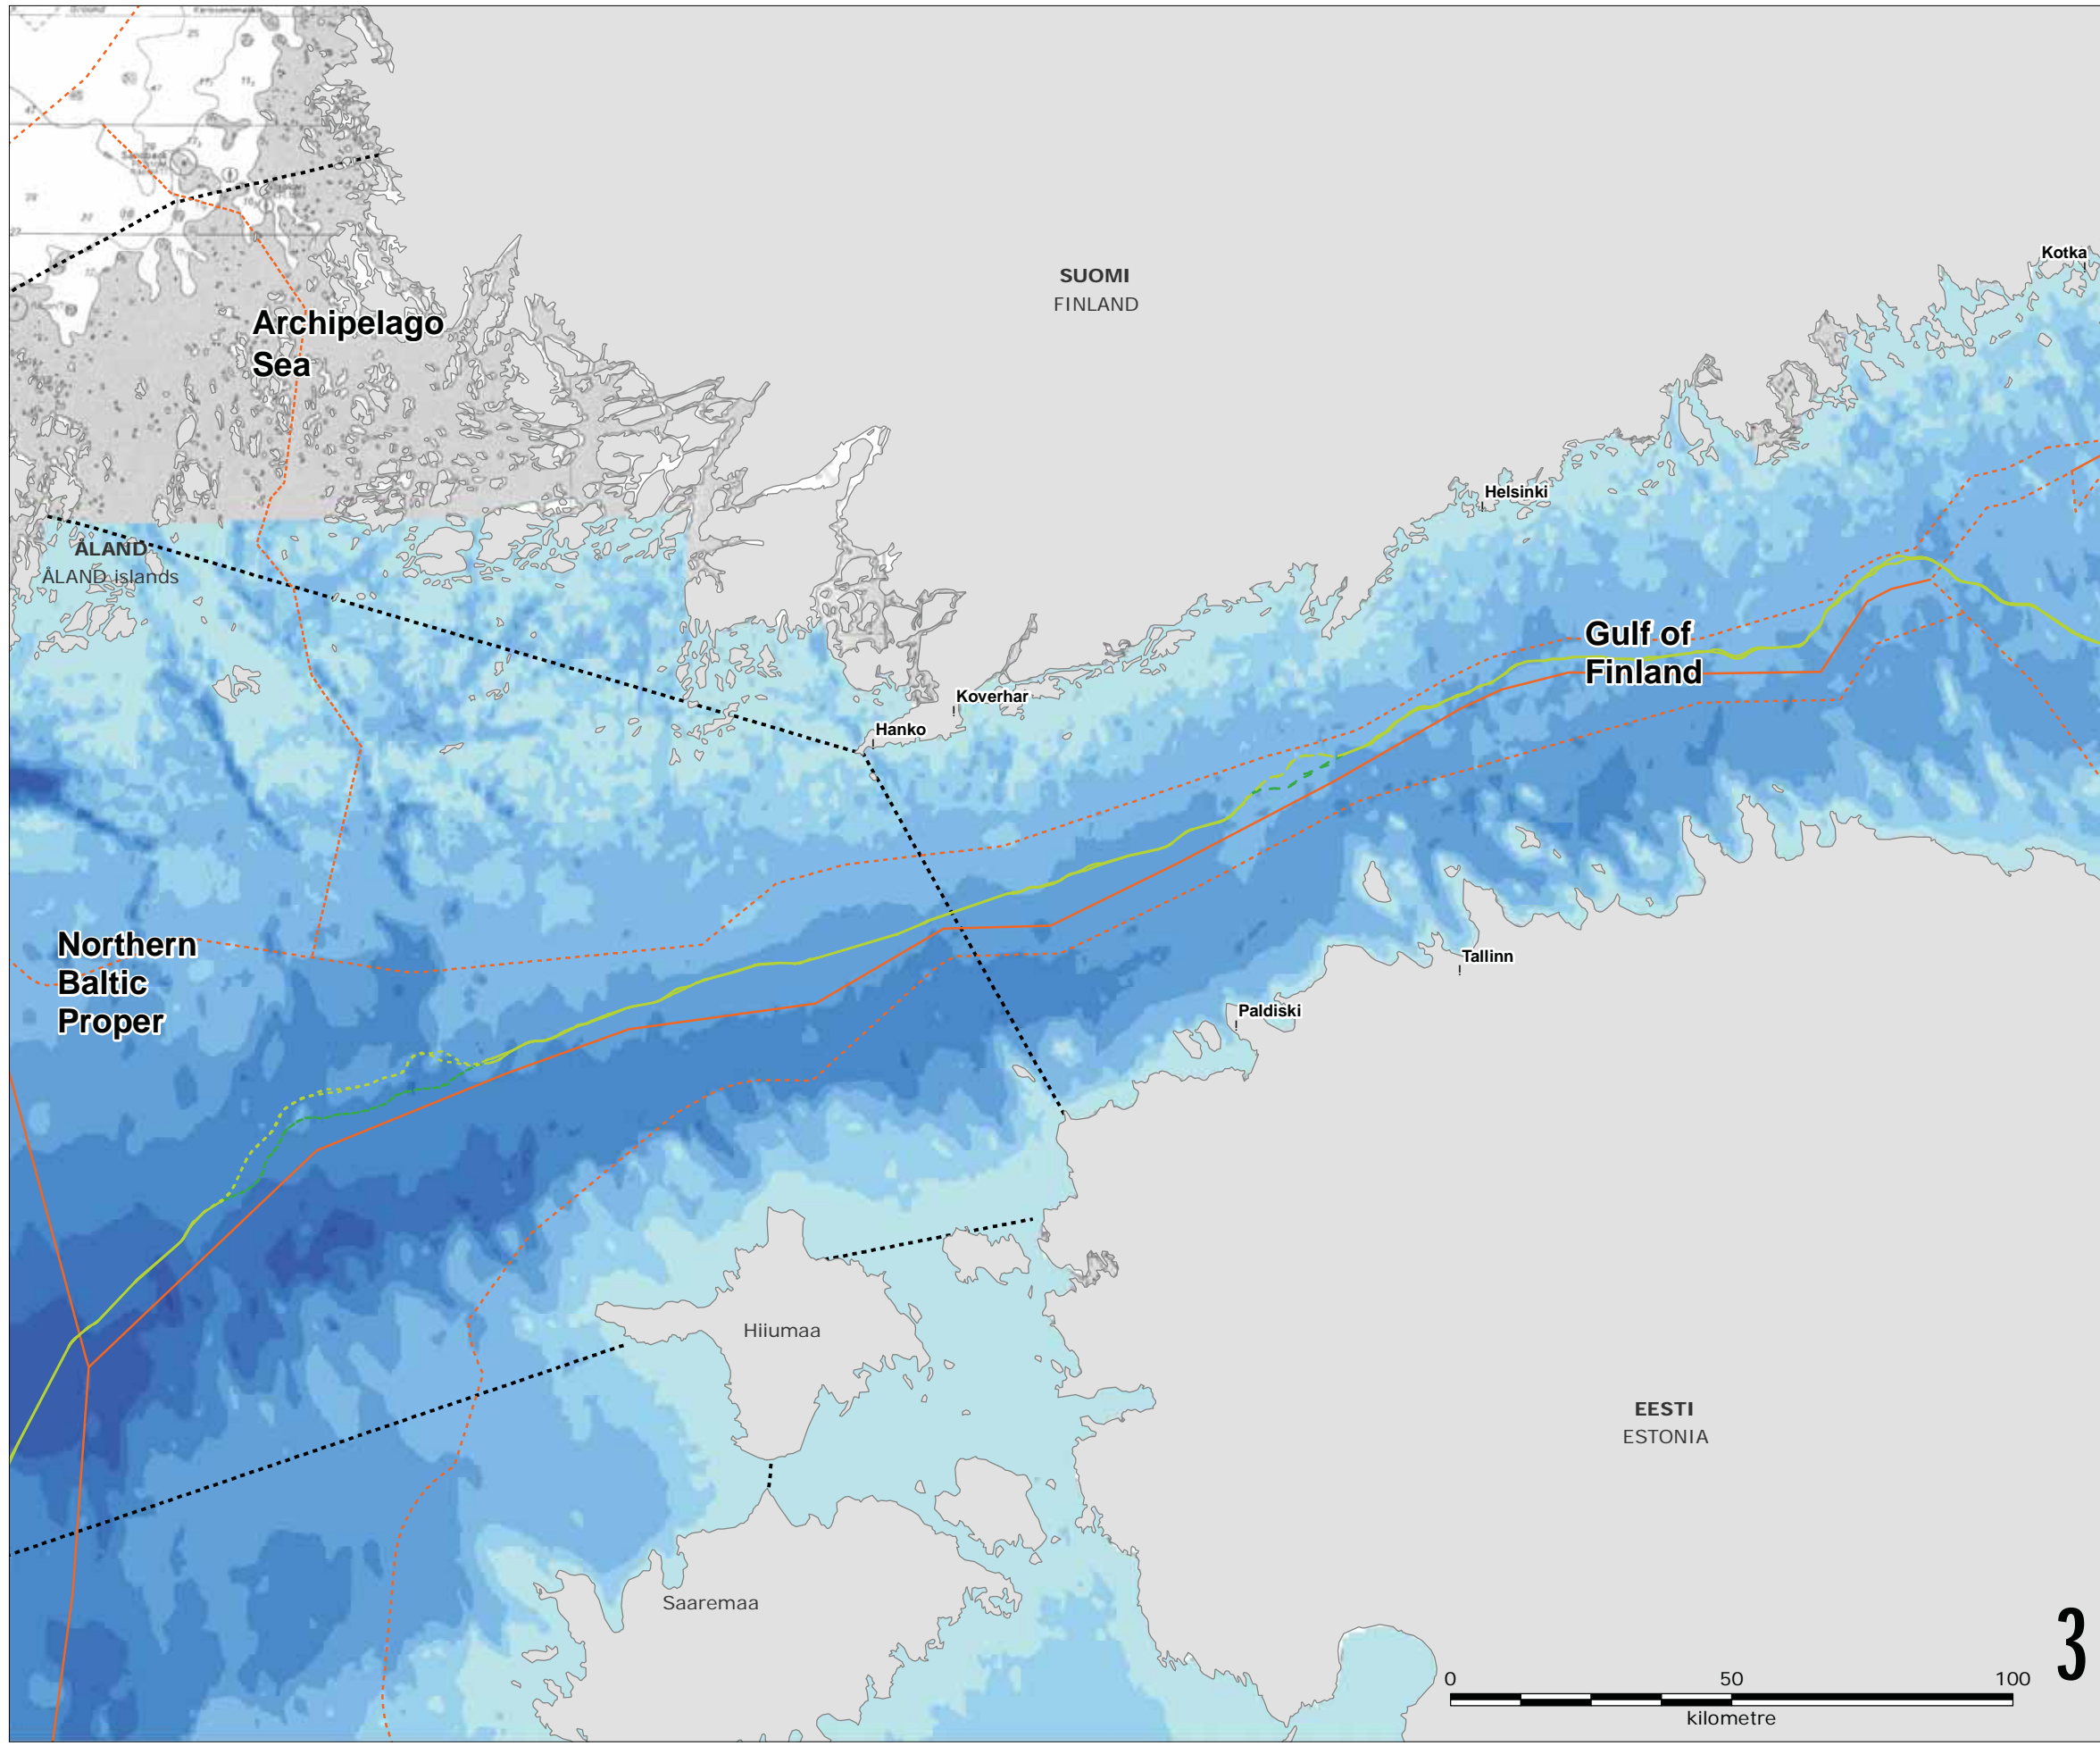 Kotka
SUOMI
FINLAND
Archipelago
Sea
Helsinki
ÅLAND
ÅLAND islands
Gulf of
Finland
Koverhar
Hanko
Northern
Baltic
Proper
Tallinn
Paldiski
Hiiumaa
EESTI
ESTONIA
Saaremaa
3
0 50 100
kilometre